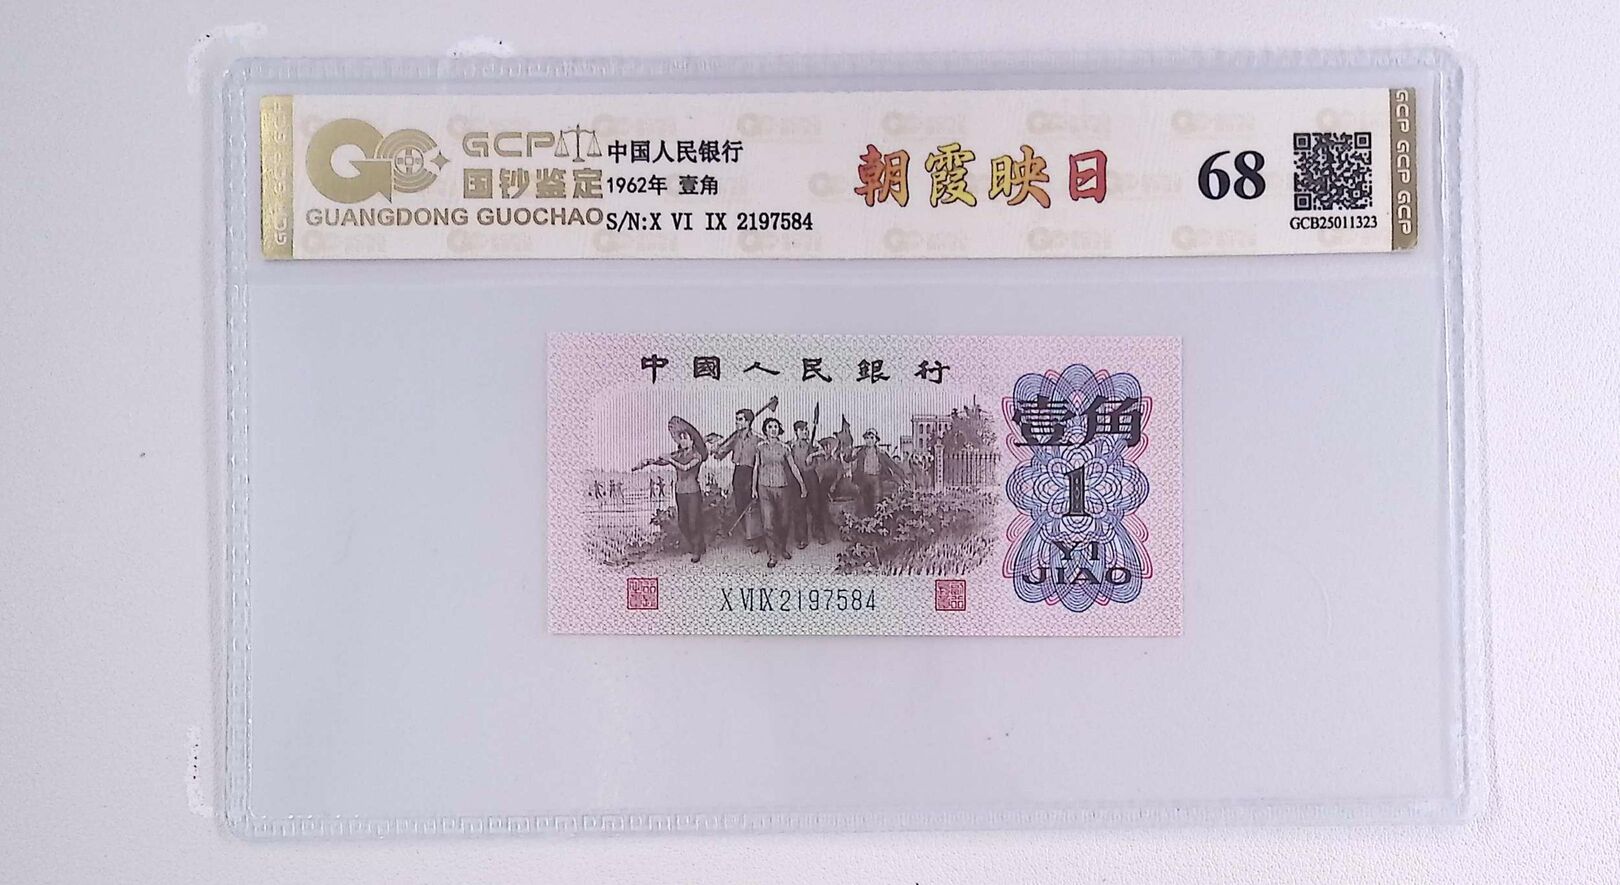 GCP
国钞鉴定
GUANGDONG GUOCHAO
中国人民银行
1962年 壹角
S/N:X VI IX 2197584
朝霞映日
68
GCB25011323
GCP GCP GCP
中國人民銀行
壹角
1
YI
JIAO
X VI IX 2197584